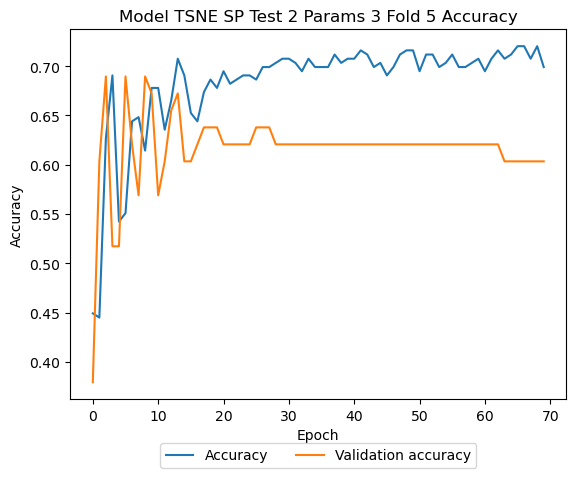 Model TSNE SP Test 2 Params 3 Fold 5 Accuracy
0.70
0.65
0.60
0.55
0.50
0.45
0.40
Accuracy
0 10 20 30 40 50 60 70
Epoch
Accuracy Validation accuracy